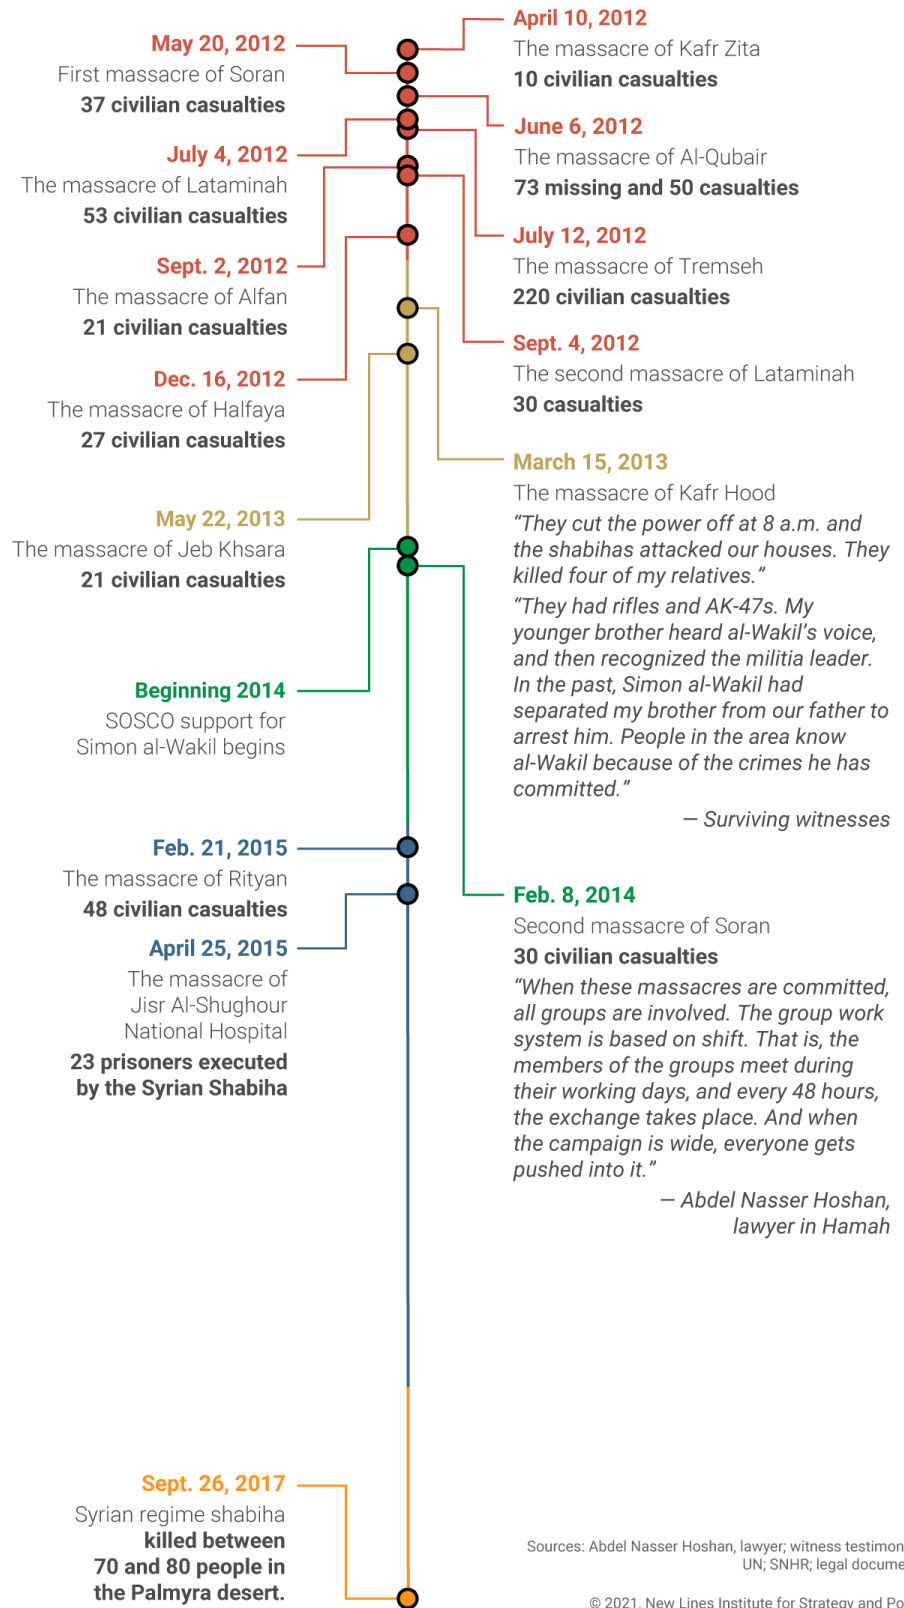 April 10, 2012
The massacre of Kafr Zita
10 civilian casualties
May 20, 2012
First massacre of Soran
37 civilian casualties
June 6, 2012
The massacre of Al-Qubair
73 missing and 50 casualties
July 4, 2012
The massacre of Lataminah
53 civilian casualties
July 12, 2012
The massacre of Tremseh
220 civilian casualties
Sept. 2, 2012
The massacre of Alfan
21 civilian casualties
Sept. 4, 2012
The second massacre of Lataminah
30 casualties
Dec. 16, 2012
The massacre of Halfaya
27 civilian casualties
March 15, 2013
The massacre of Kafr Hood
“They cut the power off at 8 a.m. and
the shabihas attacked our houses. They
killed four of my relatives.”
“They had rifles and AK-47s. My
younger brother heard al-Wakil’s voice,
and then recognized the militia leader.
In the past, Simon al-Wakil had
separated my brother from our father to
arrest him. People in the area know
al-Wakil because of the crimes he has
committed.”
— Surviving witnesses
May 22, 2013
The massacre of Jeb Khsara
21 civilian casualties
Beginning 2014
SOSCO support for
Simon al-Wakil begins
Feb. 8, 2014
Second massacre of Soran
30 civilian casualties
“When these massacres are committed,
all groups are involved. The group work
system is based on shift. That is, the
members of the groups meet during
their working days, and every 48 hours,
the exchange takes place. And when
the campaign is wide, everyone gets
pushed into it.”
— Abdel Nasser Hoshan,
lawyer in Hamah
Feb. 21, 2015
The massacre of Rityan
48 civilian casualties
April 25, 2015
The massacre of
Jisr Al-Shughour
National Hospital
23 prisoners executed
by the Syrian Shabiha
Sept. 26, 2017
Syrian regime shabiha
killed between
70 and 80 people in
the Palmyra desert.
Sources: Abdel Nasser Hoshan, lawyer; witness testimon
UN; SNHR; legal docume
© 2021, New Lines Institute for Strategy and Po